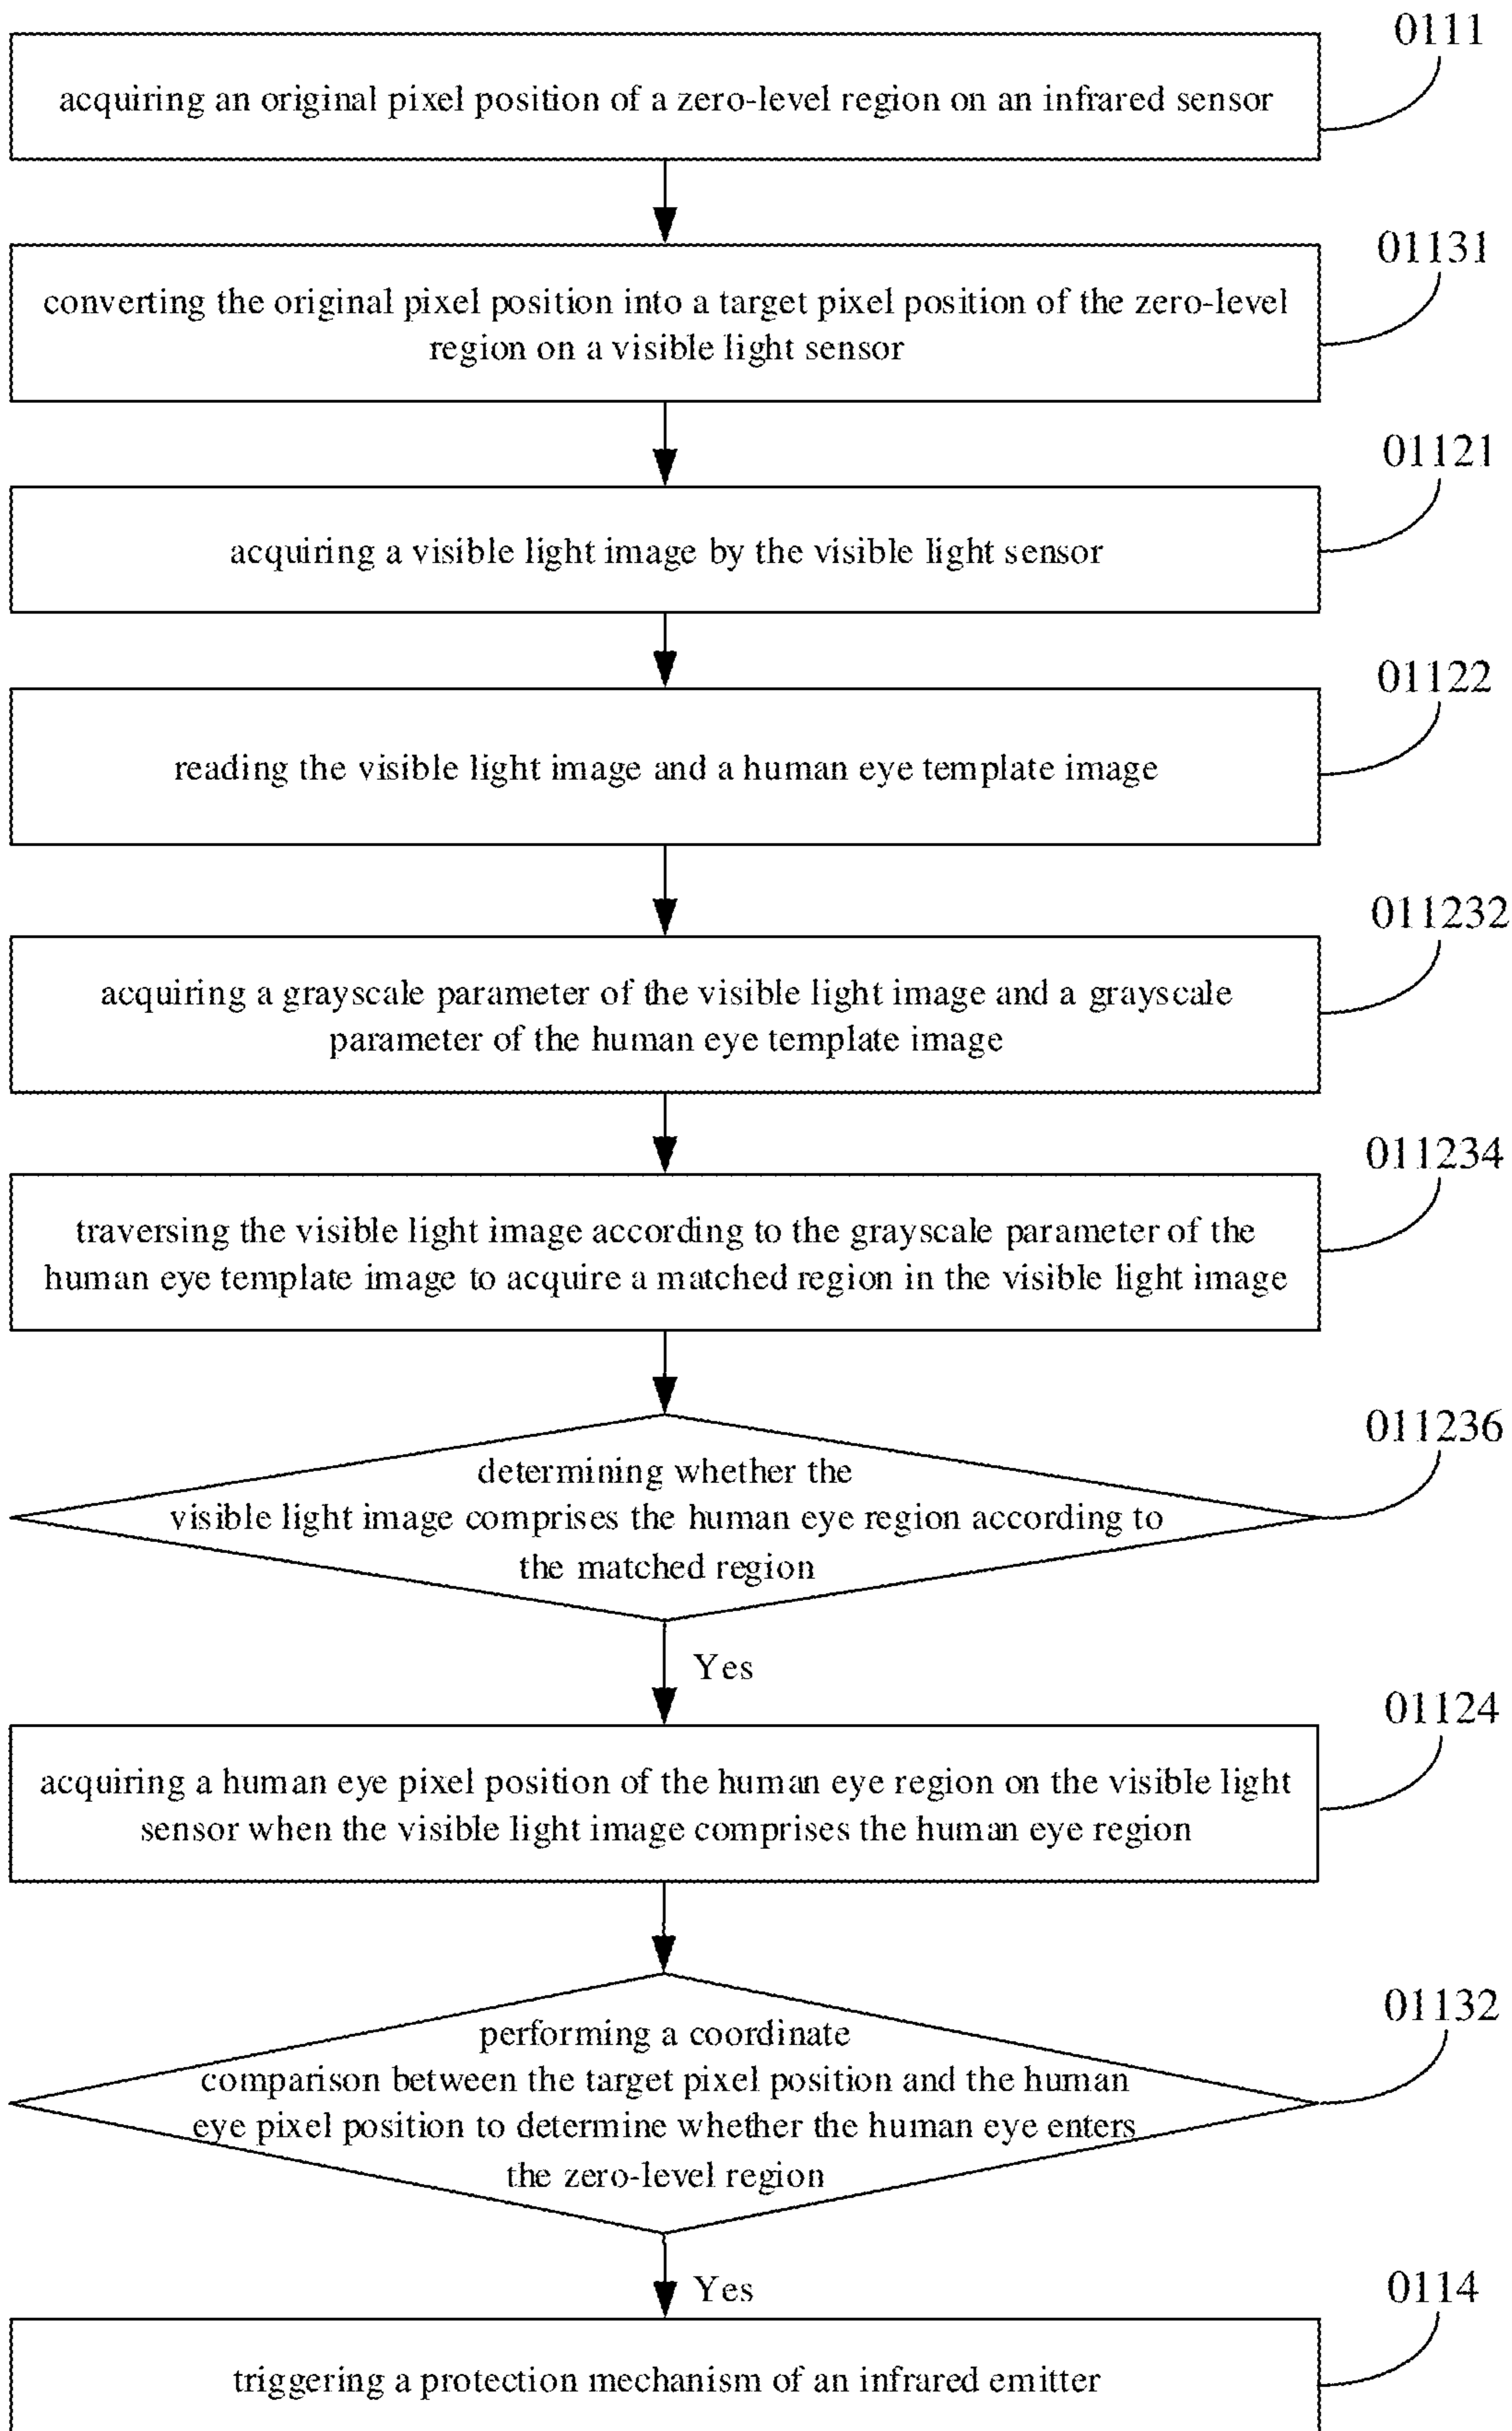 0111
acquiring an original pixel position of a zero-level region on an infrared sensor
01131
converting the original pixel position into a target pixel position of the zero-level
region on a visible light sensor
01121
acquiring a visible light image by the visible light sensor
01122
reading the visible light image and a human eye template image
011232
acquiring a grayscale parameter of the visible light image and a grayscale
parameter of the human eye template image
011234
traversing the visible light image according to the grayscale parameter of the
human eye template image to acquire a matched region in the visible light image
011236
determining whether the
visible light image comprises the human eye region according to
the matched region
Yes
01124
acquiring a human eye pixel position of the human eye region on the visible light
sensor when the visible light image comprises the human eye region
01132
performing a coordinate
comparison between the target pixel position and the human
eye pixel position to determine whether the human eye enters
the zero-level region
Yes
0114
triggering a protection mechanism of an infrared emitter